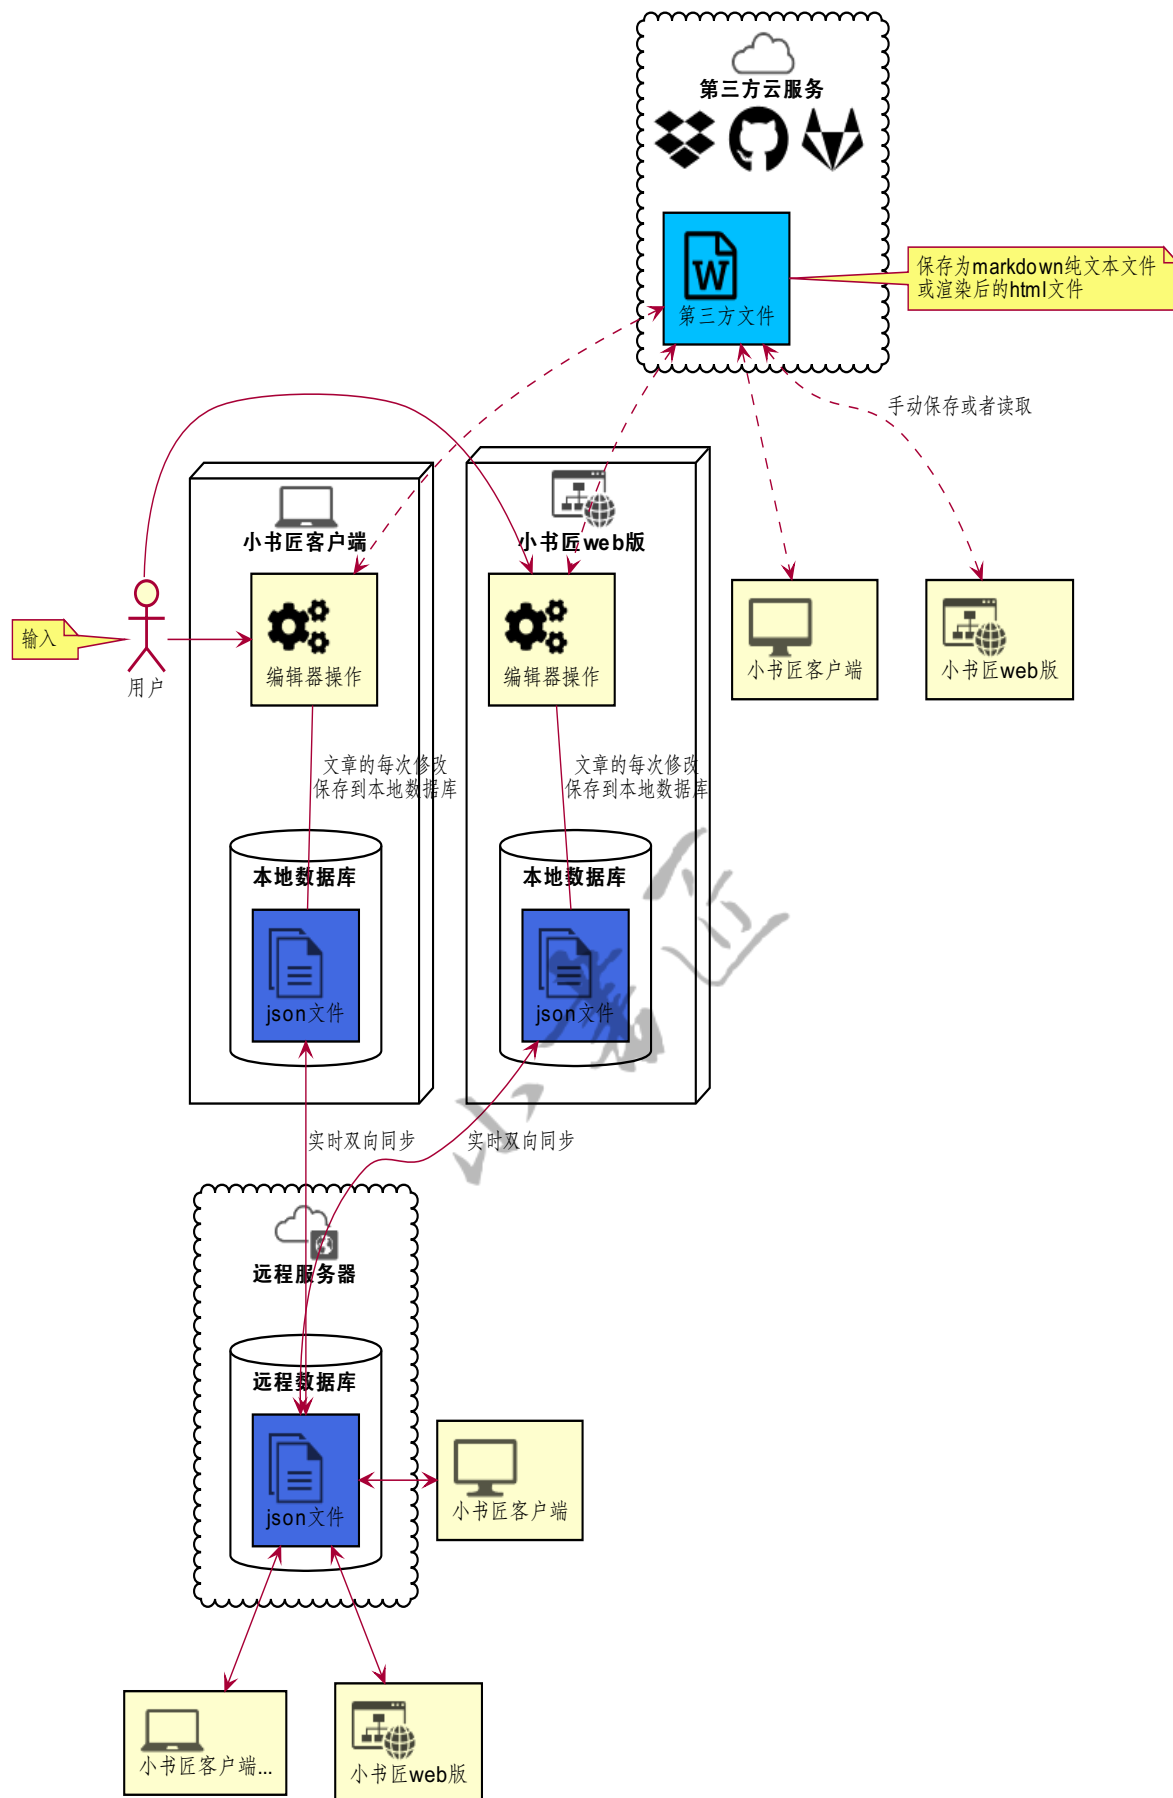 第三方云服务
第三方文件
保存为markdown纯文本文件
或渲染后的html文件
手动保存或者读取
小书匠客户端
小书匠web版
输入
用户
编辑器操作
编辑器操作
小书匠客户端
小书匠web版
文章的每次修改
保存到本地数据库
文章的每次修改
保存到本地数据库
本地数据库
本地数据库
json文件
json文件
小書匠
实时双向同步
实时双向同步
远程服务器
远程数据库
json文件
小书匠客户端
小书匠客户端...
小书匠web版